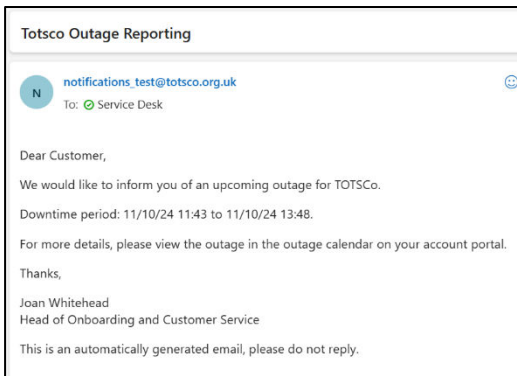 Totsco Outage Reporting
N
notifications_test@totsco.org.uk
To: Service Desk
Dear Customer,
We would like to inform you of an upcoming outage for TOTSCo.
Downtime period: 11/10/24 11:43 to 11/10/24 13:48.
For more details, please view the outage in the outage calendar on your account portal.
Thanks,
Joan Whitehead
Head of Onboarding and Customer Service
This is an automatically generated email, please do not reply.